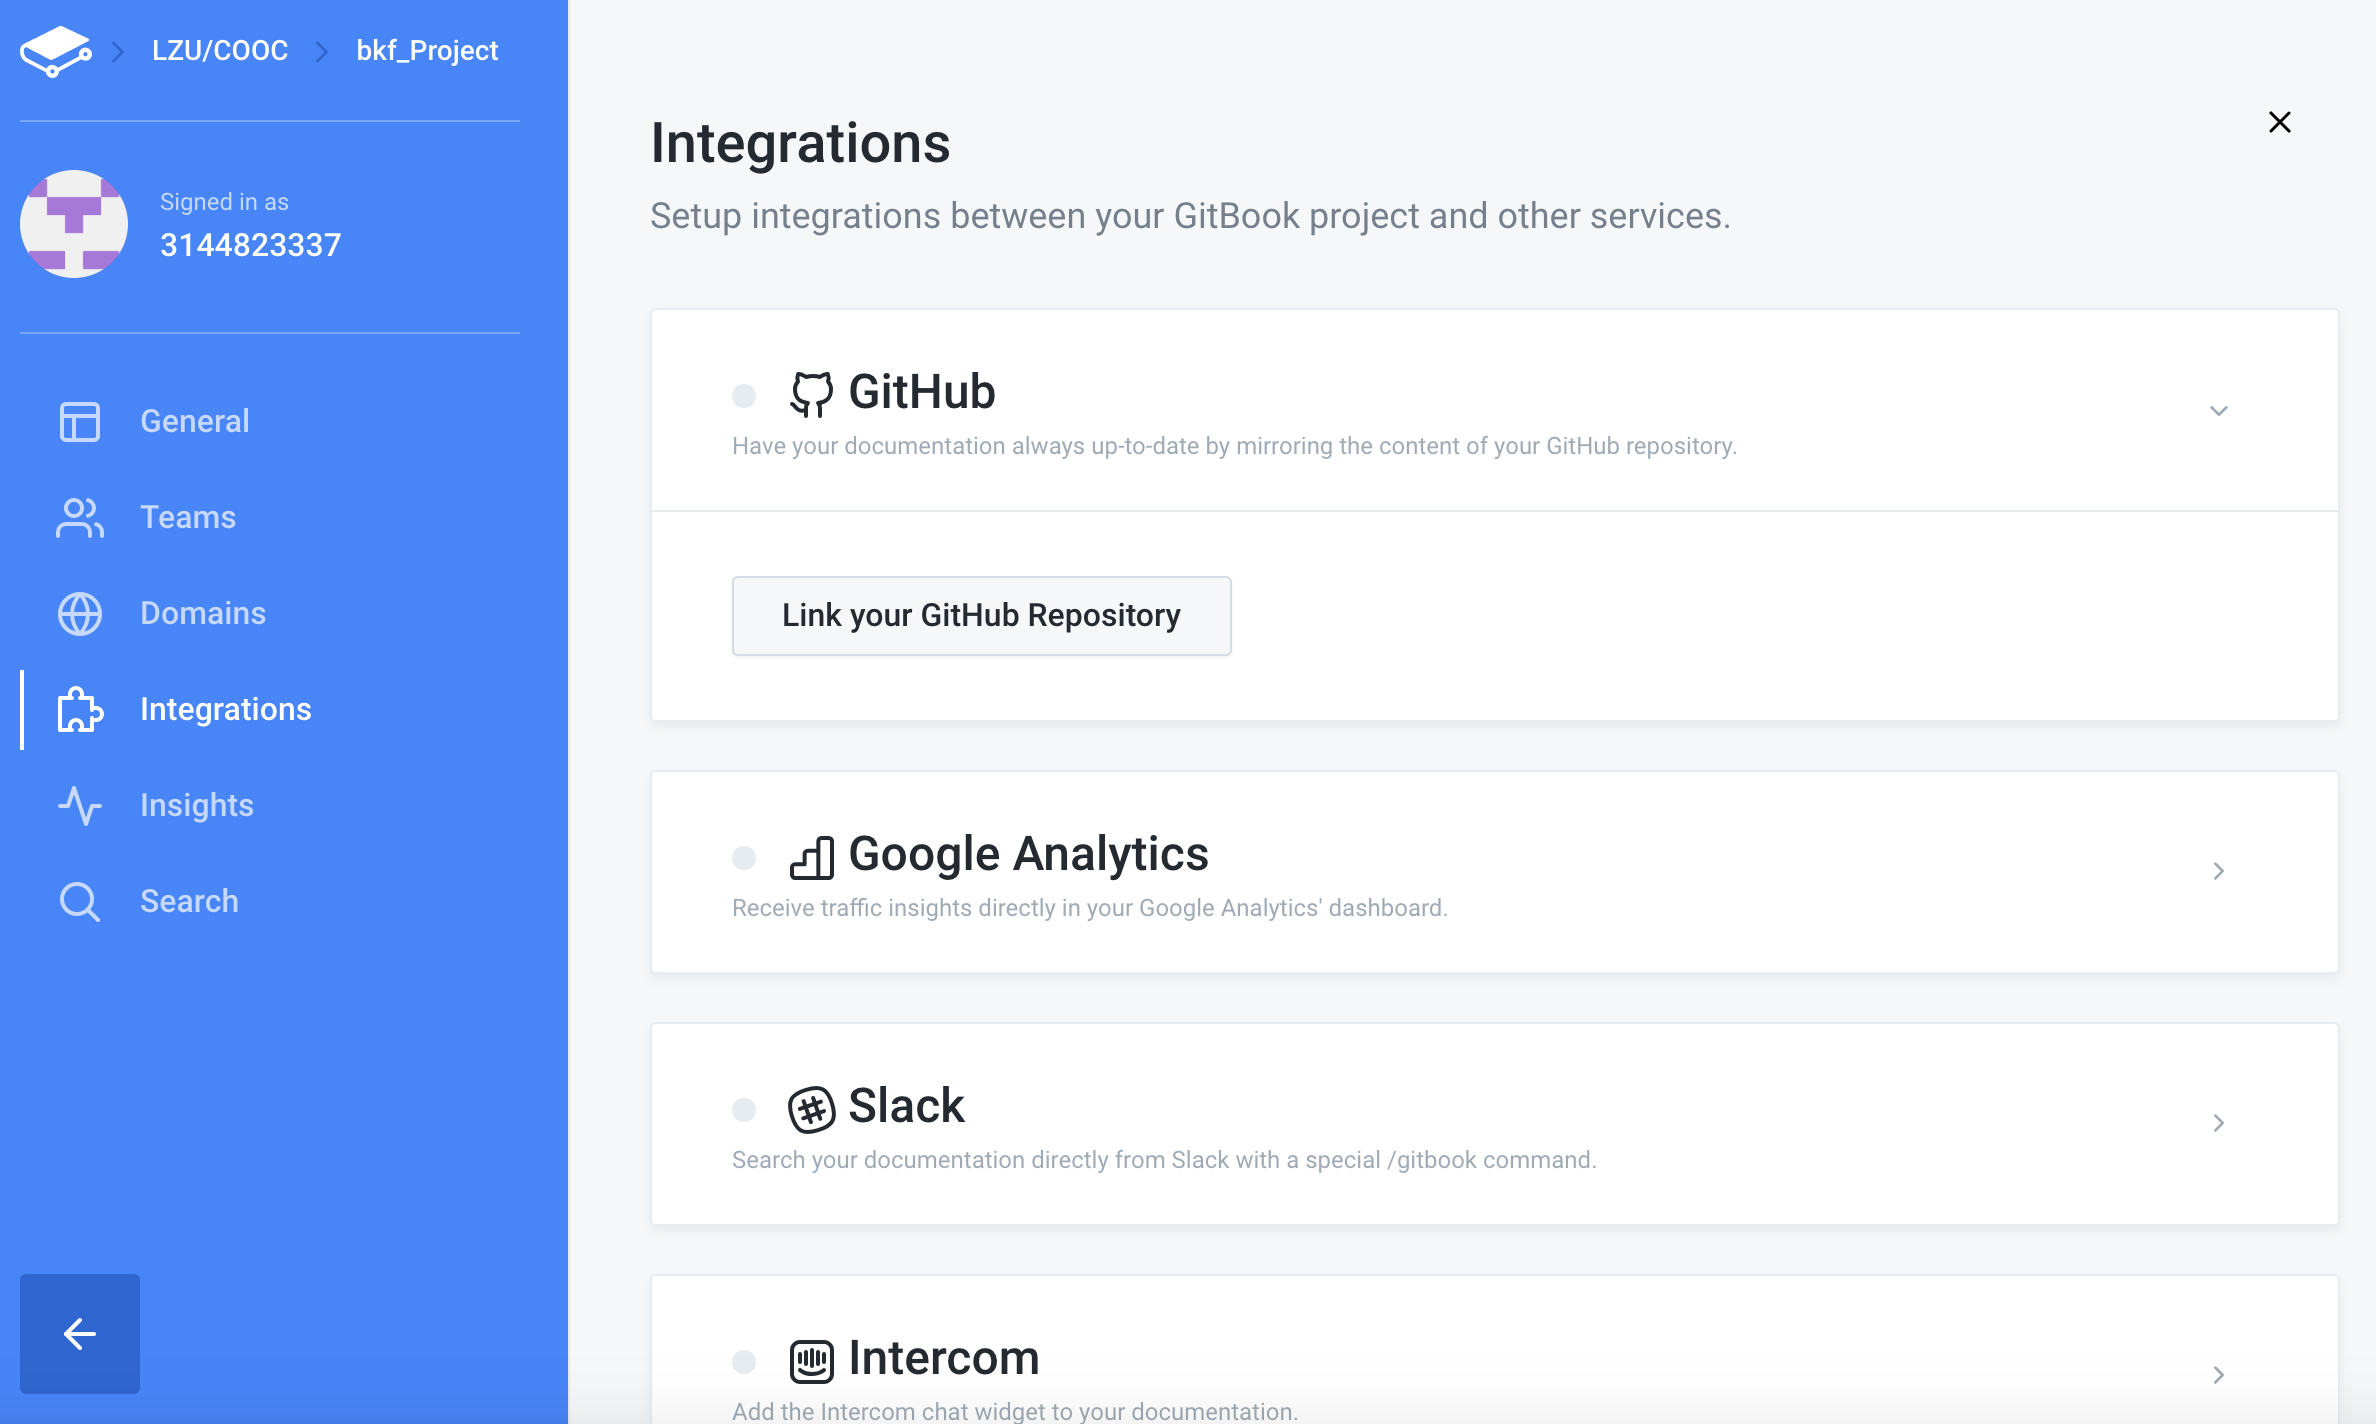 LZU/COOC
bkf_Project
Signed in as
3144823337
General
Teams
Domains
Integrations
Insights
Search
Integrations
Setup integrations between your GitBook project and other services.
GitHub
Have your documentation always up-to-date by mirroring the content of your GitHub repository.
Link your GitHub Repository
Google Analytics
Receive traffic insights directly in your Google Analytics' dashboard.
Slack
Search your documentation directly from Slack with a special /gitbook command.
Intercom
Add the Intercom chat widget to your documentation.